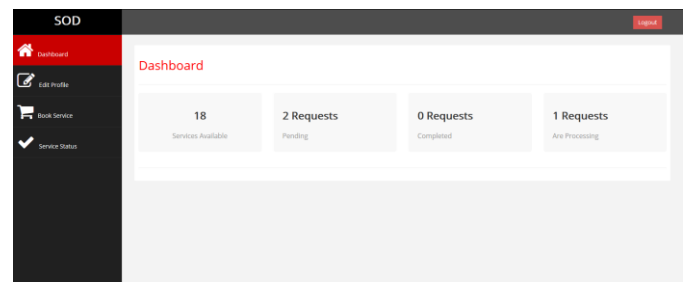 SOD
Logout
Dashboard
Edit Profile
Book Service
Service Status
Dashboard
18
Services Available
2 Requests
Pending
0 Requests
Completed
1 Requests
Are Processing